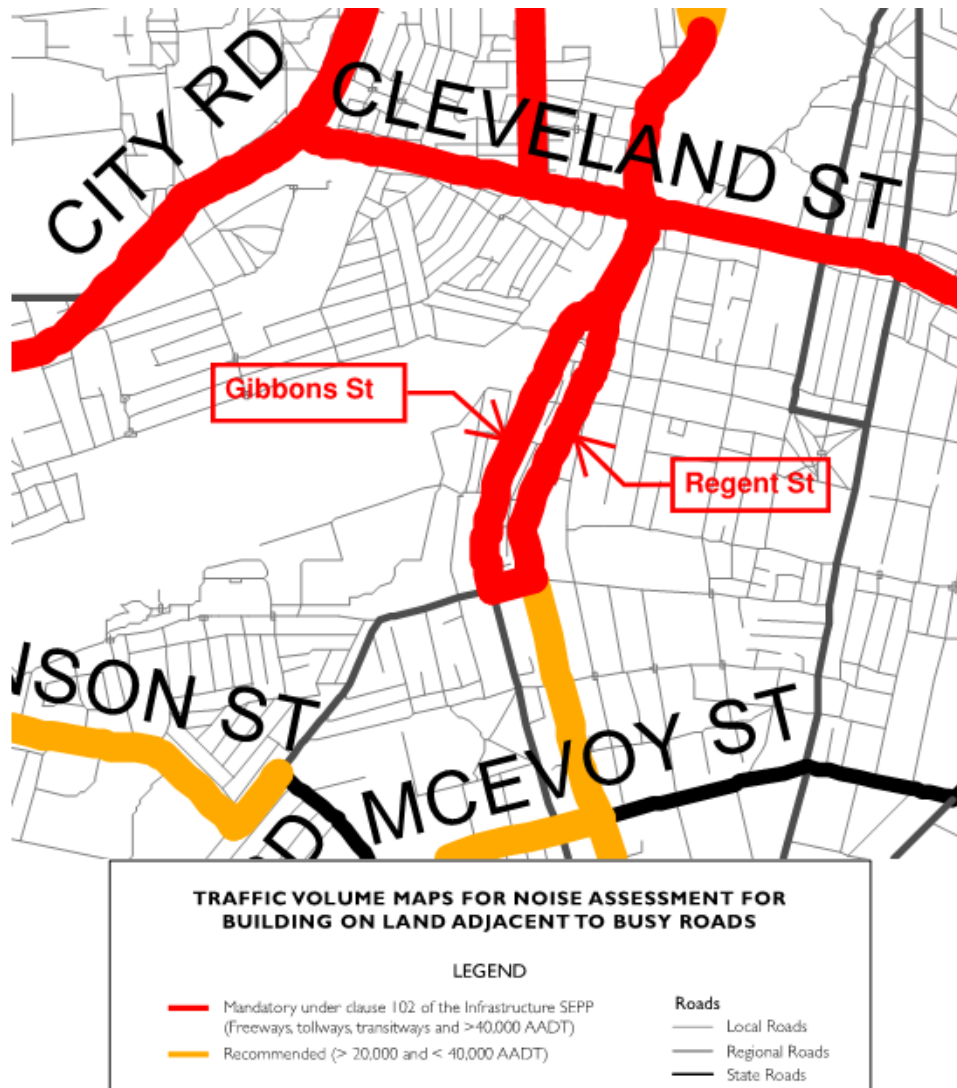 CITY RD
CLEVELAND ST
Gibbons St
Regent St
NSON ST
MCEVOY ST
TRAFFIC VOLUME MAPS FOR NOISE ASSESSMENT FOR
BUILDING ON LAND ADJACENT TO BUSY ROADS
LEGEND
Mandatory under clause 102 of the Infrastructure SEPP
(Freeways, tollways, transitways and >40,000 AADT)
Recommended (> 20,000 and < 40,000 AADT)
Roads
Local Roads
Regional Roads
State Roads